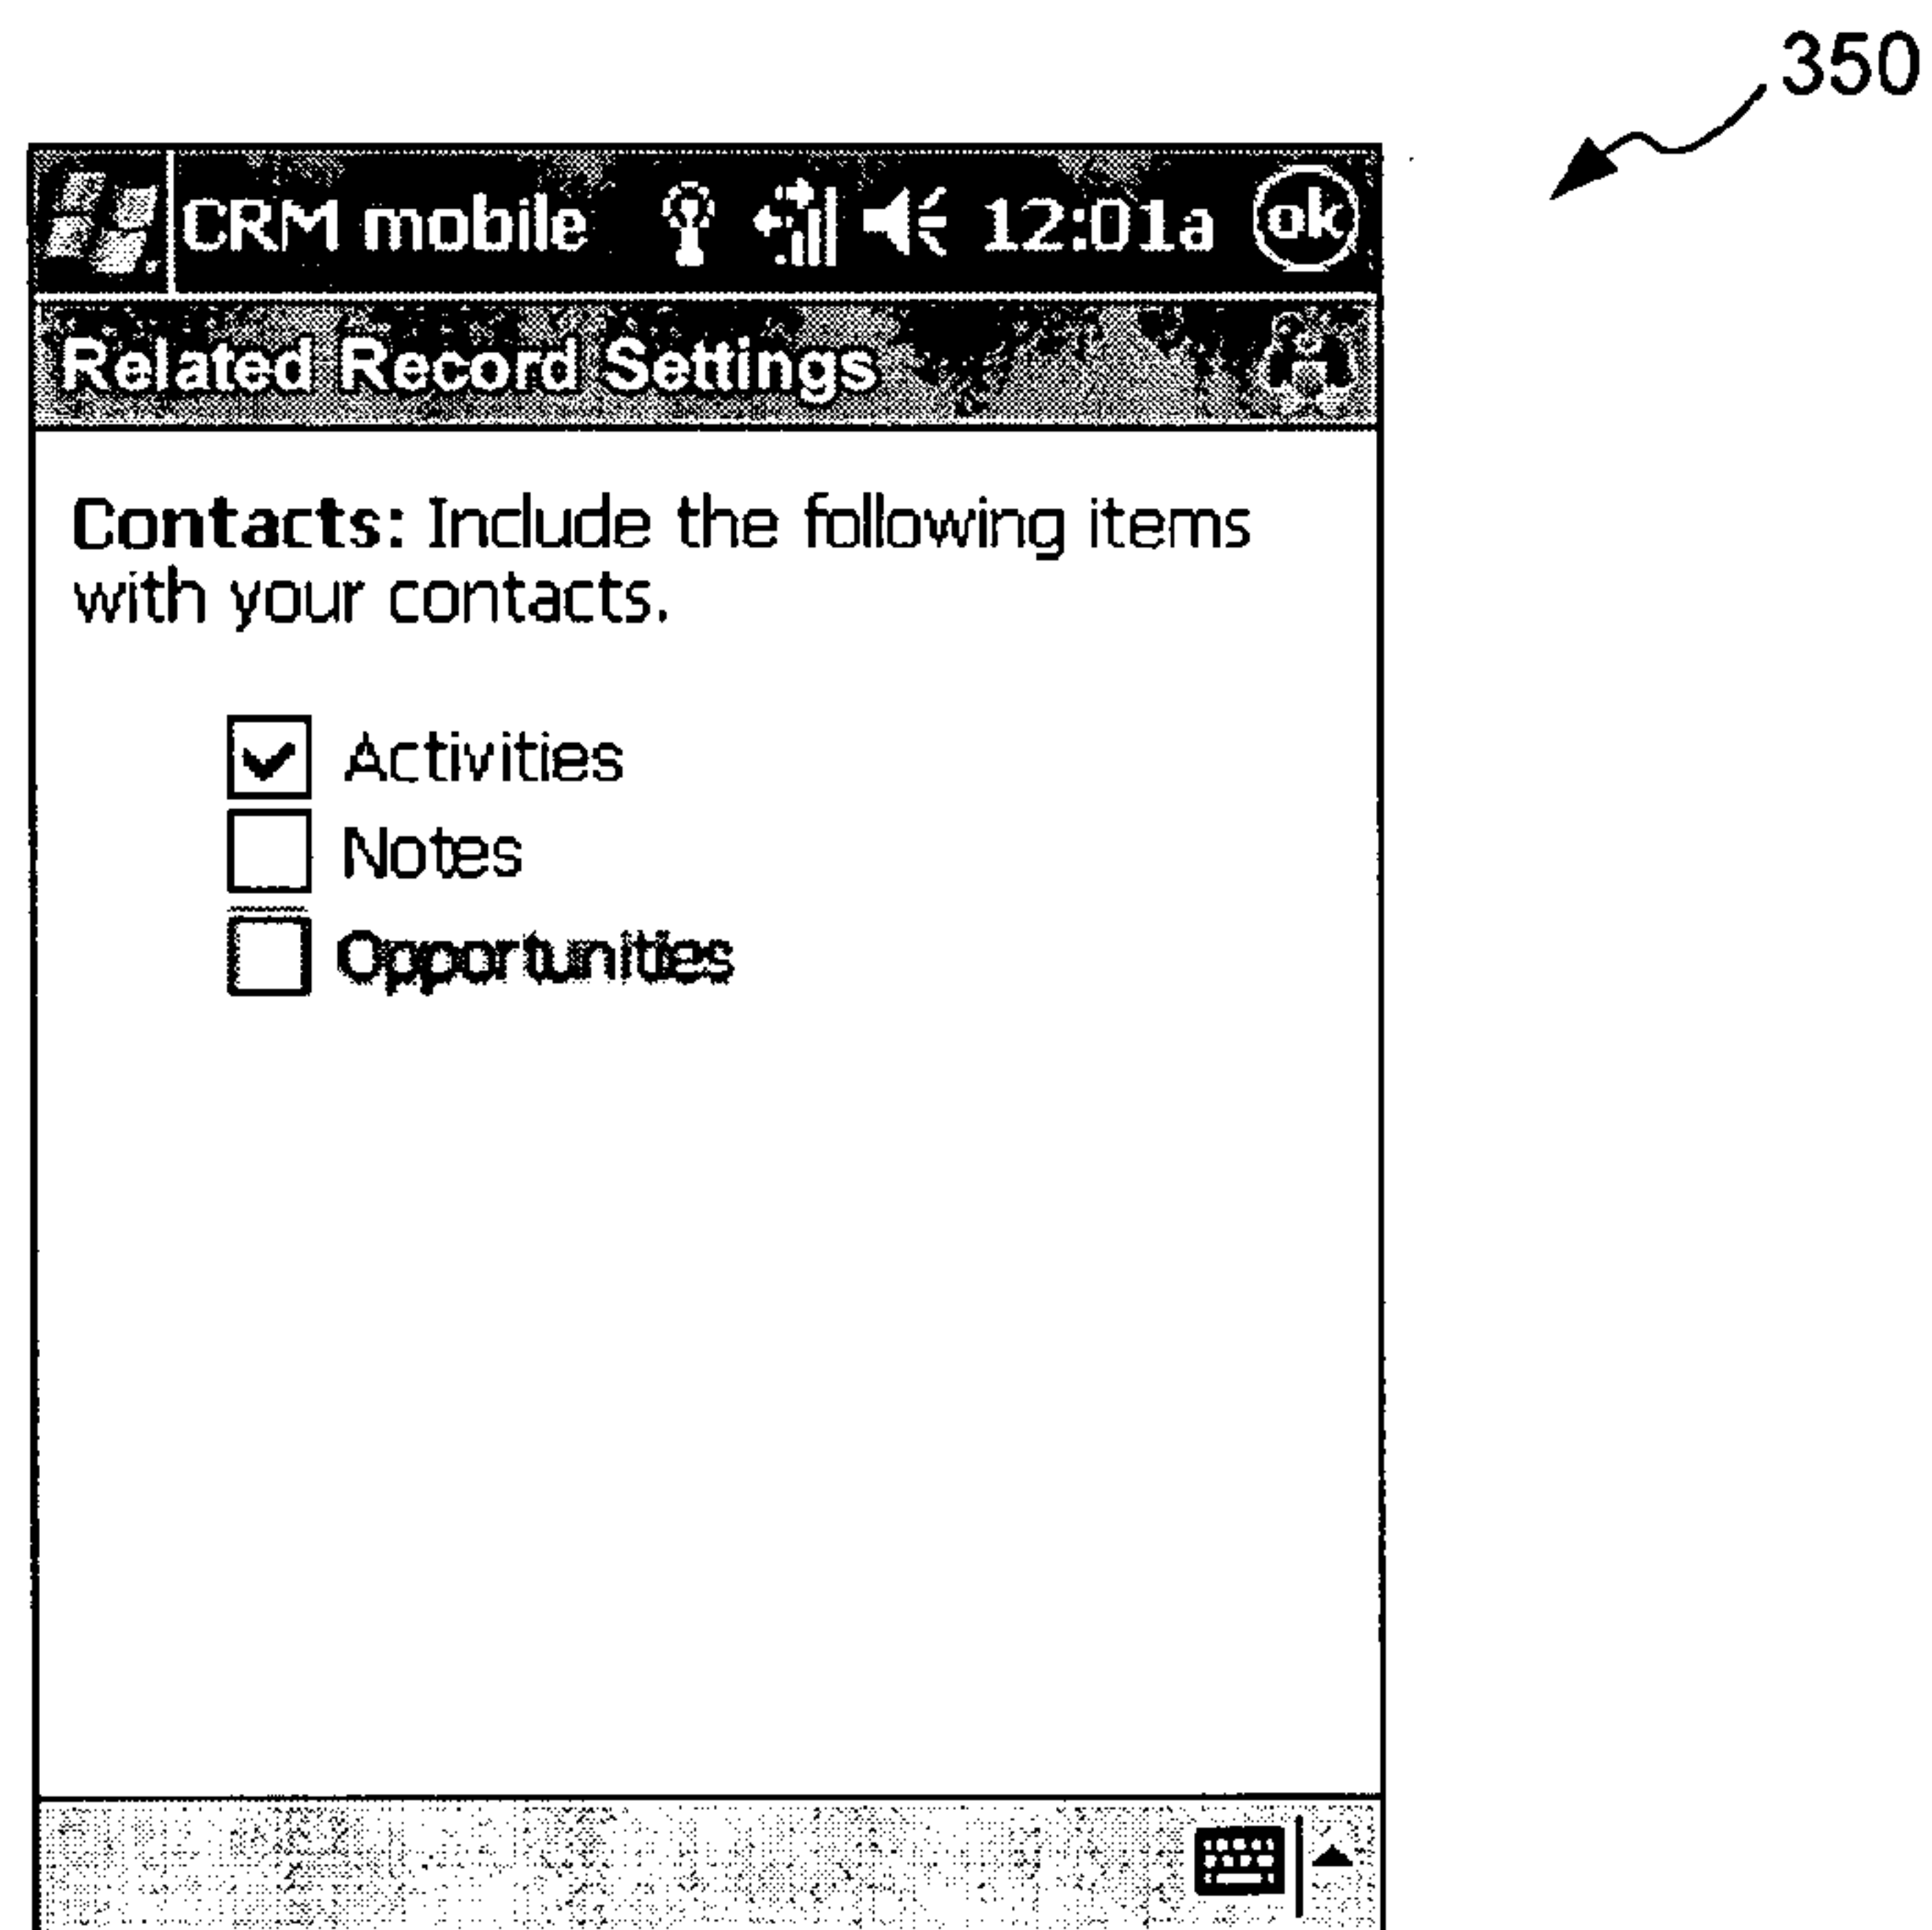 350
CRM mobile 12:01a ok
Related Record Settings
Contacts: Include the following items
with your contacts.
Activities
Notes
Opportunities